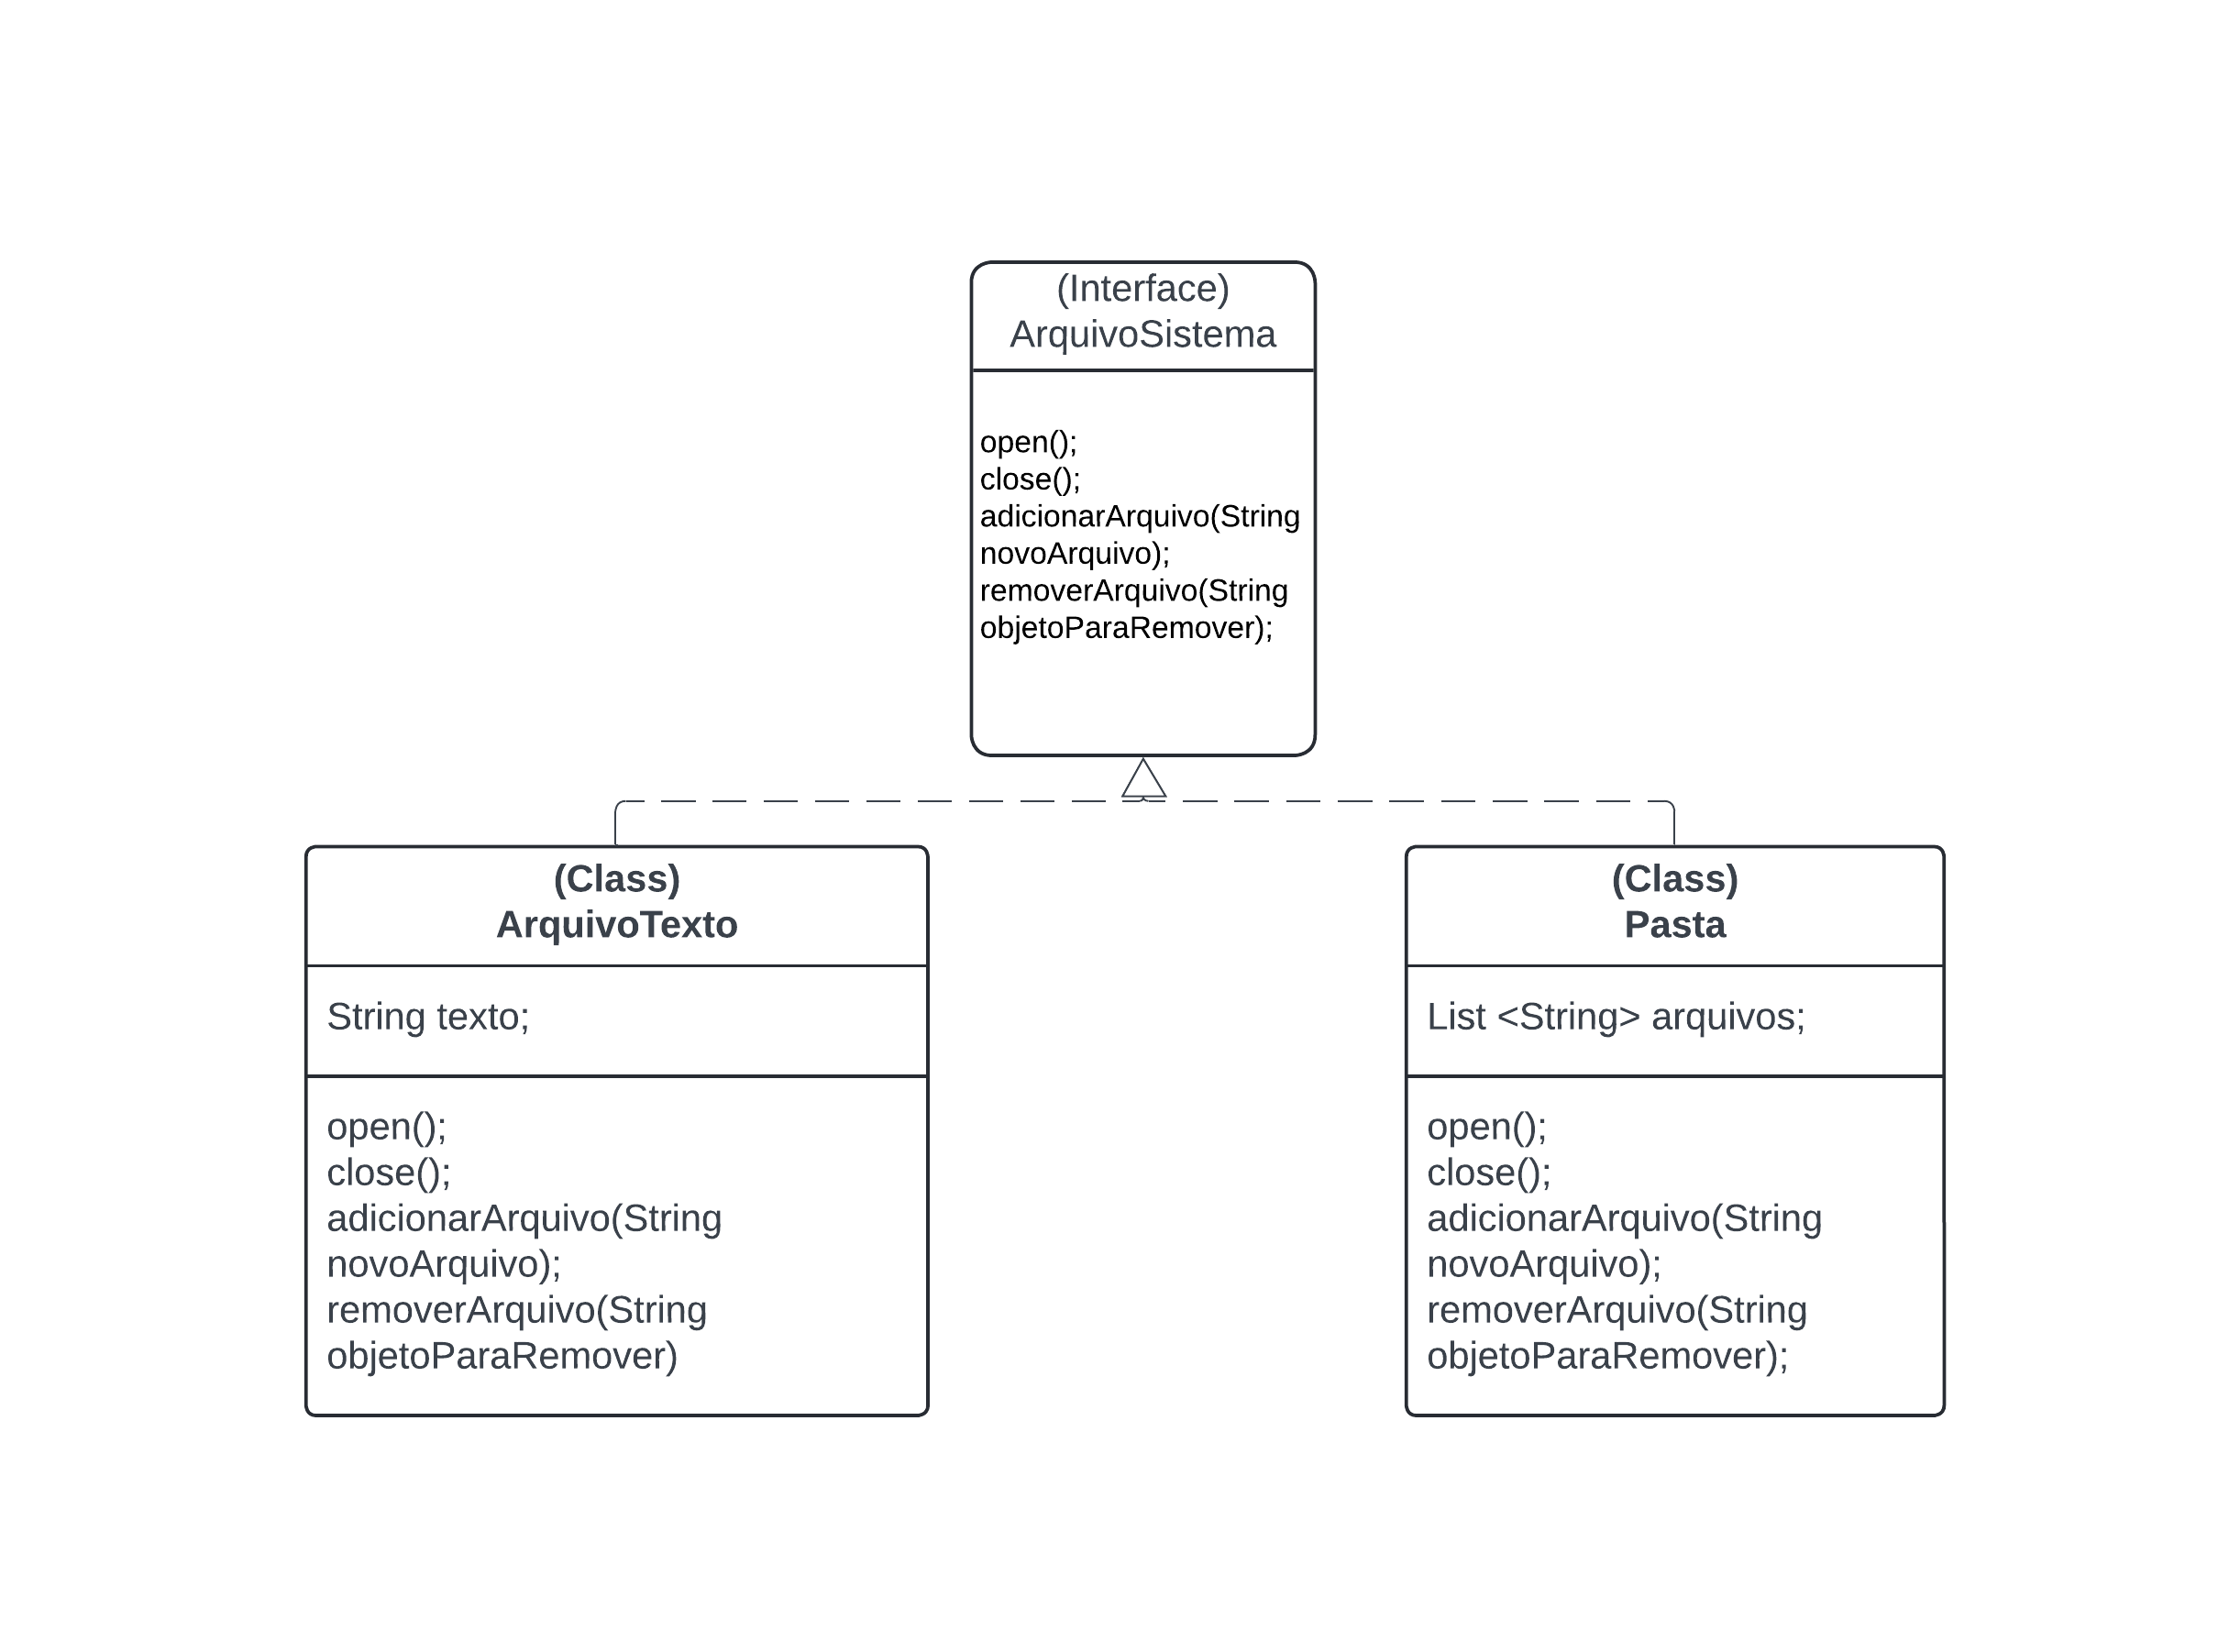 (Interface)
ArquivoSistema
open();
close();
adicionarArquivo(String
novoArquivo);
removerArquivo(String
objetoParaRemover);
(Class)
ArquivoTexto
String texto;
open();
close();
adicionarArquivo(String
novoArquivo);
removerArquivo(String
objetoParaRemover)
(Class)
Pasta
List <String> arquivos;
open();
close();
adicionarArquivo(String
novoArquivo);
removerArquivo(String
objetoParaRemover);